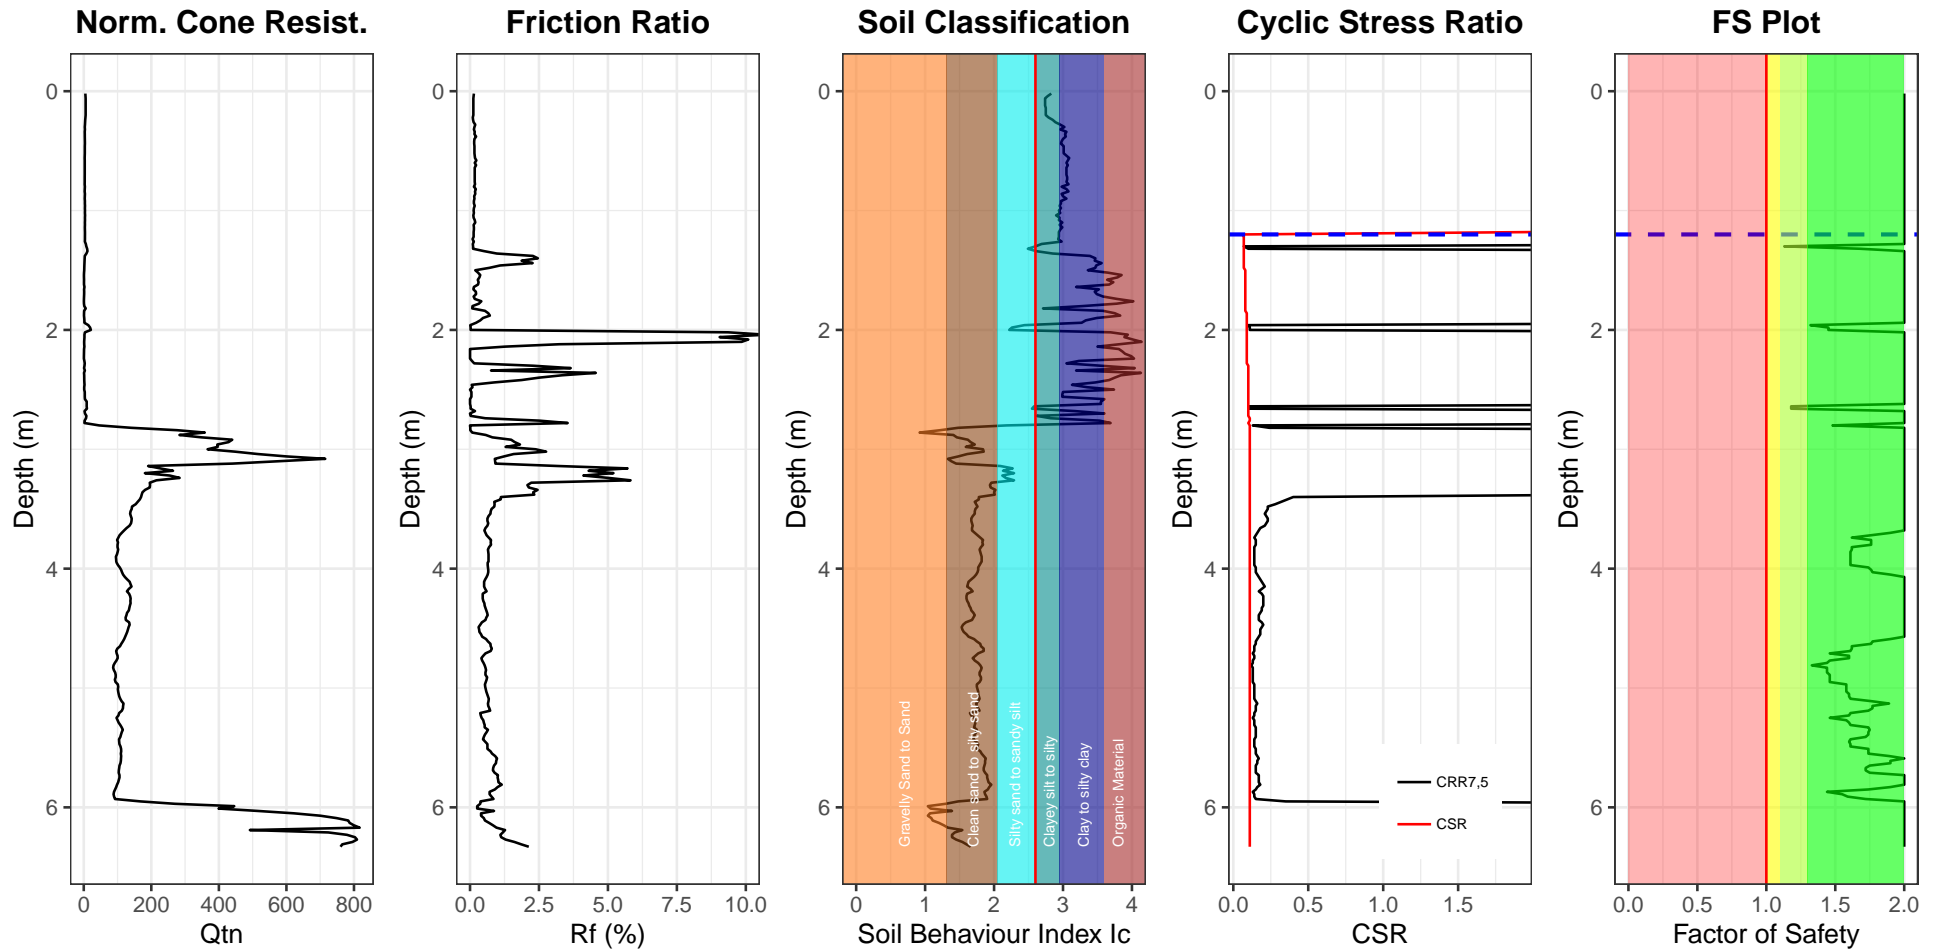 Norm. Cone Resist.
Friction Ratio
Soil Classification
Cyclic Stress Ratio
FS Plot
Depth (m)
0
2
4
6
0
200
400
600
800
Qtn
Depth (m)
0
2
4
6
0.0
2.5
5.0
7.5
10.0
Rf (%)
Depth (m)
0
2
4
6
Gravelly Sand to Sand
Clean sand to silty sand
Silty sand to sandy silt
Clayey silt to silty
Clay to silty clay
Organic Material
0
1
2
3
4
Soil Behaviour Index Ic
Depth (m)
0
2
4
6
CRR7,5
CSR
0.0
0.5
1.0
1.5
CSR
Depth (m)
0
2
4
6
0.0
0.5
1.0
1.5
2.0
Factor of Safety